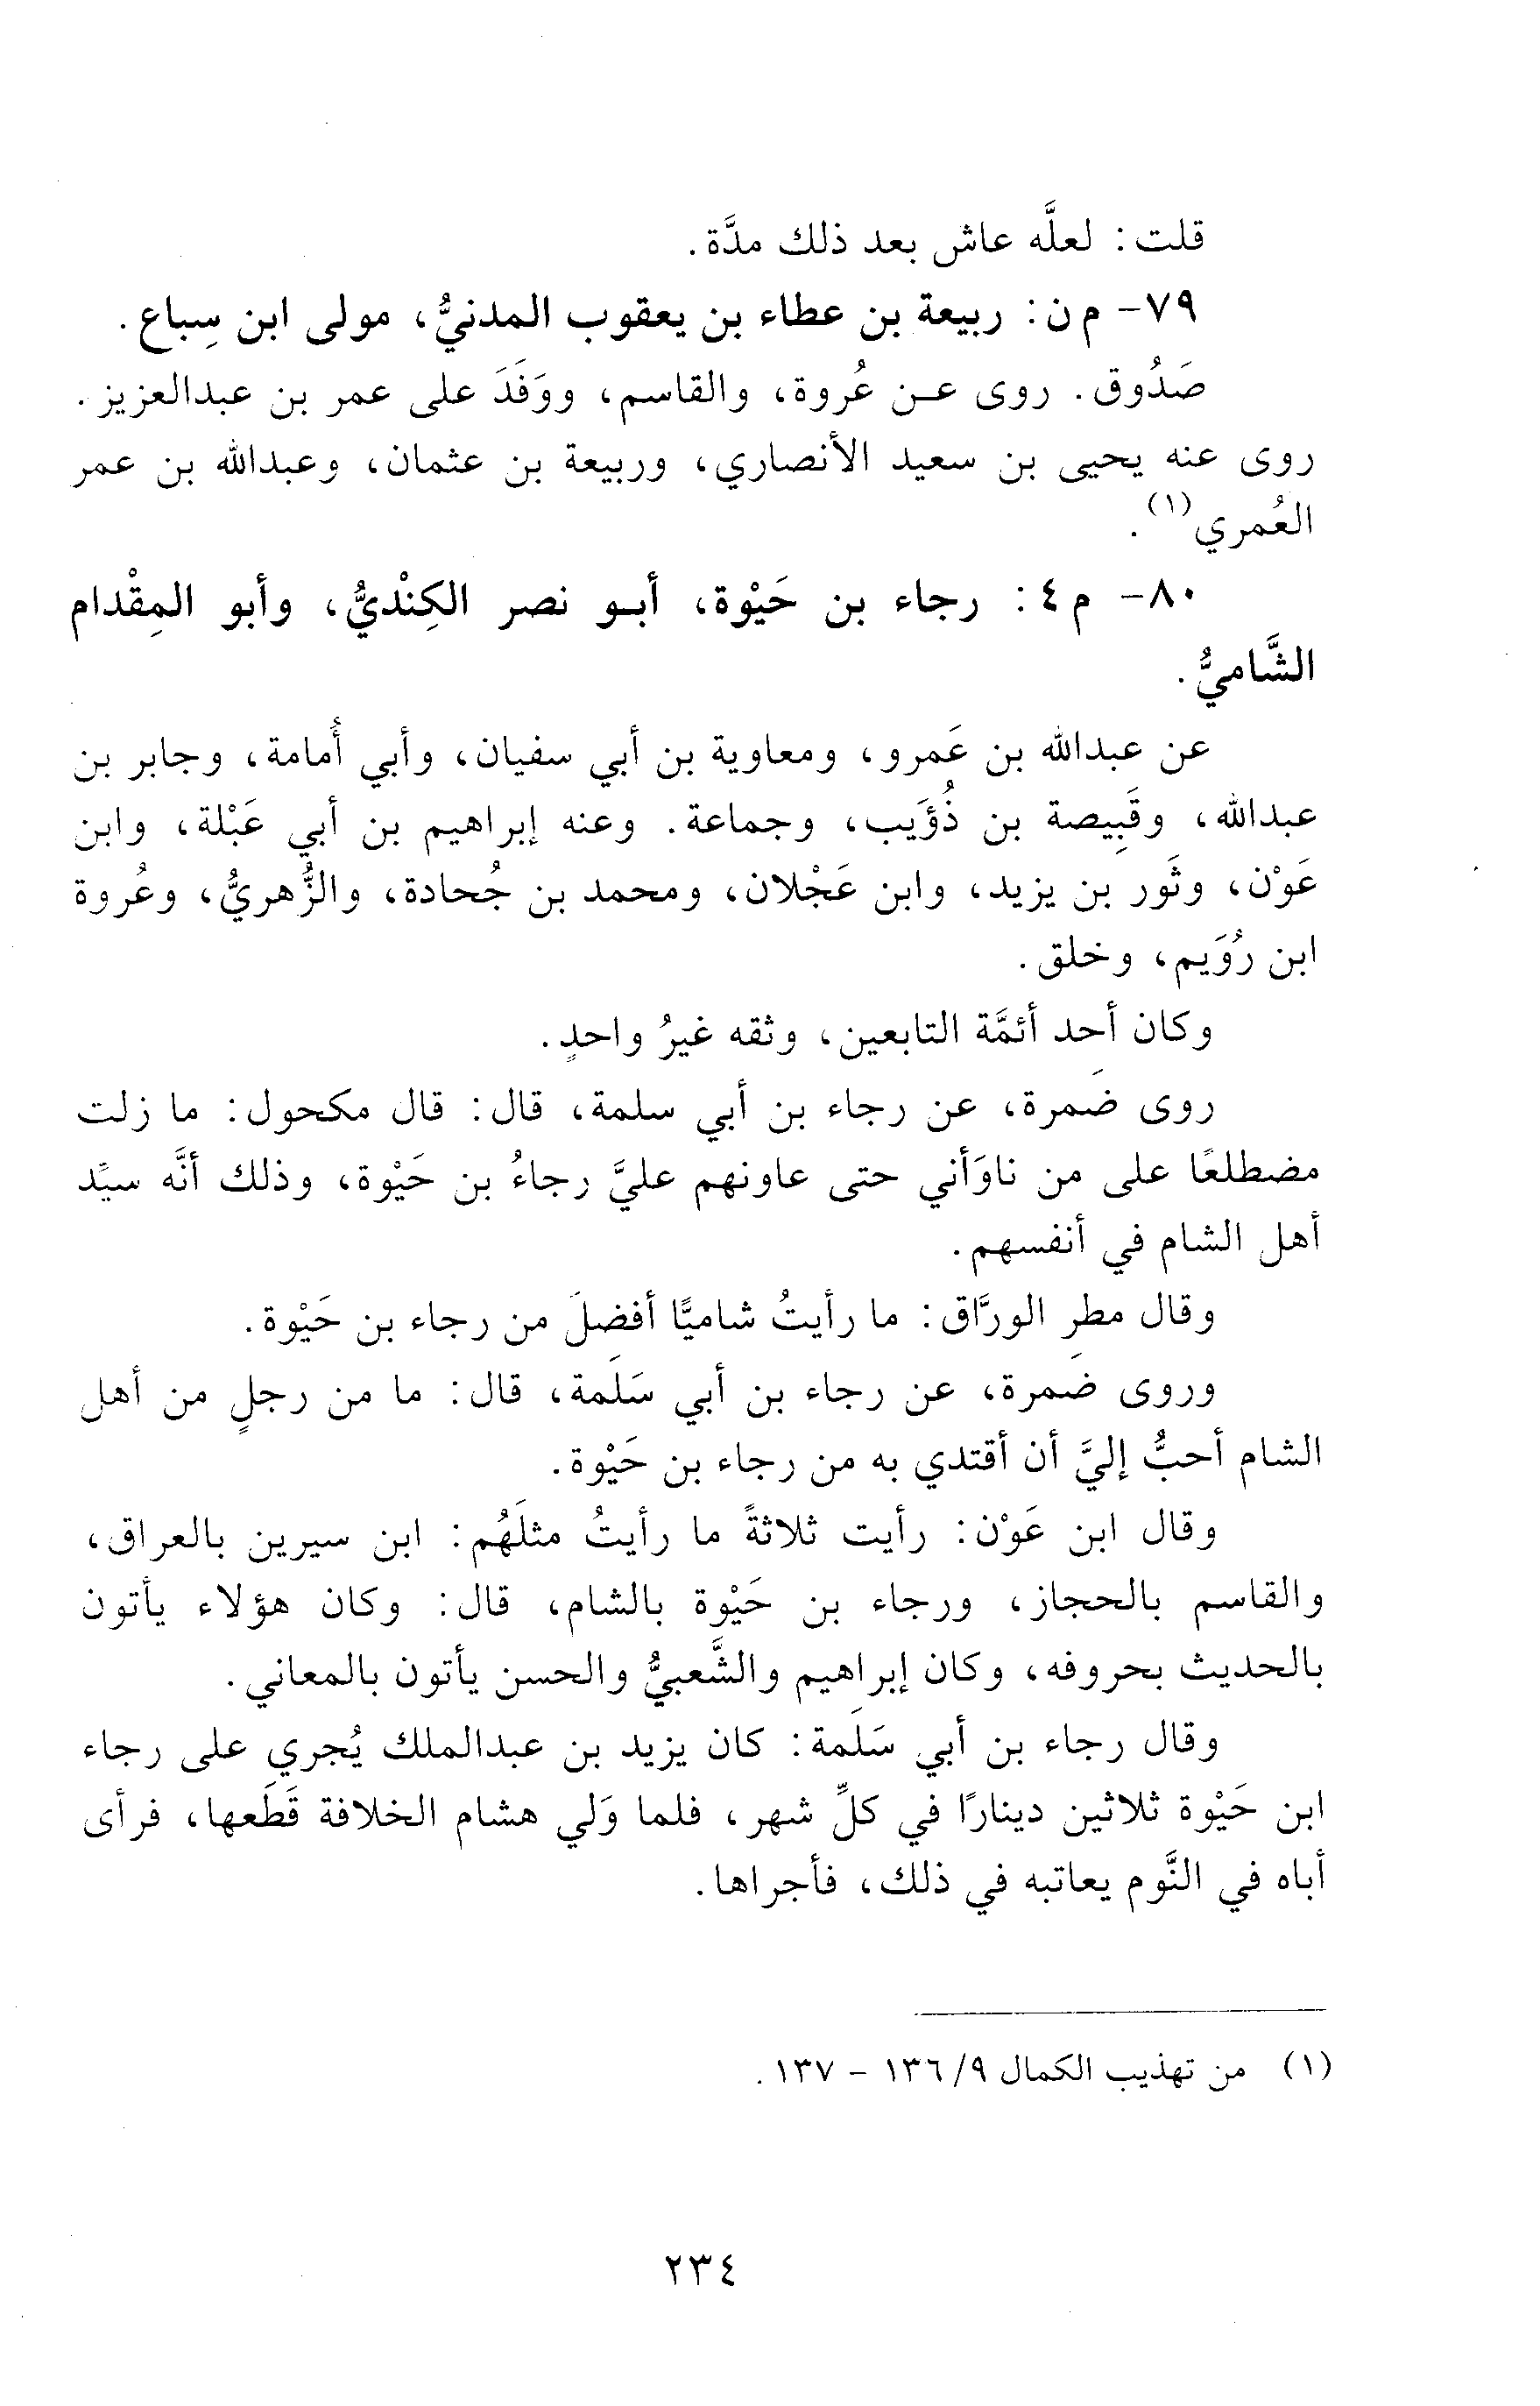 قلت: لعلَّه عاش بعد ذلك مدَّة.
٧٩- م ن: ربيعة بن عطاء بن يعقوب المدنيُّ، مولى ابن سِباع.
صَدُوق. روى عن عُروة، والقاسم، ووَفَدَ على عمر بن عبدالعزيز.
روى عنه يحيى بن سعيد الأنصاري، وربيعة بن عثمان، وعبدالله بن عمر
العُمري(١).
٨٠- م ٤: رجاء بن حَيْوة، أبو نصر الكِنْديُّ، وأبو المِقْدام
الشَّاميُّ.
عن عبدالله بن عَمرو، ومعاوية بن أبي سفيان، وأبي أُمامة، وجابر بن
عبدالله، وقَبِيصة بن ذُؤَيب، وجماعة. وعنه إبراهيم بن أبي عَبْلة، وابن
عَوْن، وثَور بن يزيد، وابن عَجْلان، ومحمد بن جُحادة، والزُّهريُّ، وعُروة
ابن رُوَيم، وخلق.
وكان أحد أئمَّة التابعين، وثقه غيرُ واحدٍ.
روى ضَمرة، عن رجاء بن أبي سلمة، قال: قال مكحول: ما زلت
مضطلعًا على من ناوَأني حتى عاونهم عليَّ رجاءُ بن حَيْوة، وذلك أنَّه سيِّد
أهل الشام في أنفسهم.
وقال مطر الورَّاق: ما رأيتُ شاميًّا أفضلَ من رجاء بن حَيْوة.
وروى ضَمرة، عن رجاء بن أبي سَلَمة، قال: ما من رجلٍ من أهل
الشام أحبُّ إليَّ أن أقتدي به من رجاء بن حَيْوة.
وقال ابن عَوْن: رأيت ثلاثةً ما رأيتُ مثلَهُم: ابن سيرين بالعراق،
والقاسم بالحجاز، ورجاء بن حَيْوة بالشام، قال: وكان هؤلاء يأتون
بالحديث بحروفه، وكان إبراهيم والشَّعبيُّ والحسن يأتون بالمعاني.
وقال رجاء بن أبي سَلَمة: كان يزيد بن عبدالملك يُجري على رجاء
ابن حَيْوة ثلاثين دينارًا في كلِّ شهر، فلما وَلي هشام الخلافة قَطَعها، فرأى
أباه في النَّوم يعاتبه في ذلك، فأجراها.
(١) من تهذيب الكمال ٩/ ١٣٦ - ١٣٧.
٢٣٤